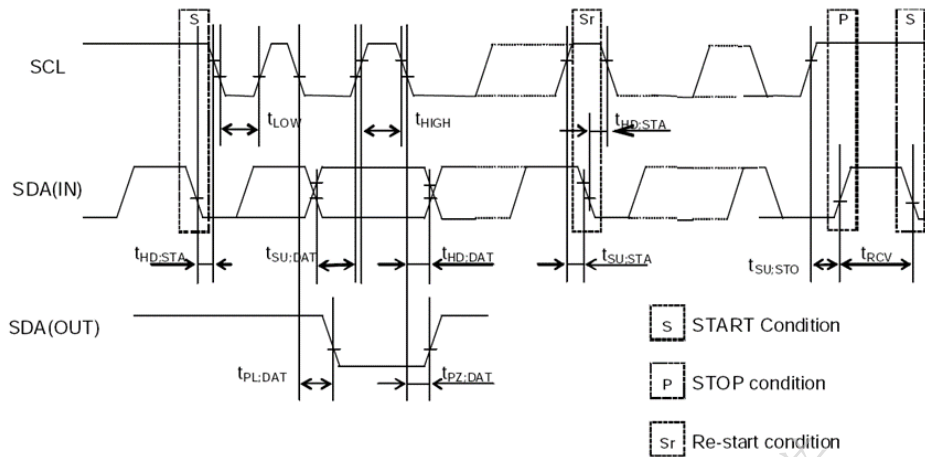 S Sr P S
SCL
tLOW tHIGH tHD;STA
SDA(IN)
tHD;STA tSU;DAT tHD;DAT tSU;STA tSU;STO tRCV
SDA(OUT)
S START Condition
tPL;DAT tPZ;DAT
P STOP condition
Sr Re-start condition